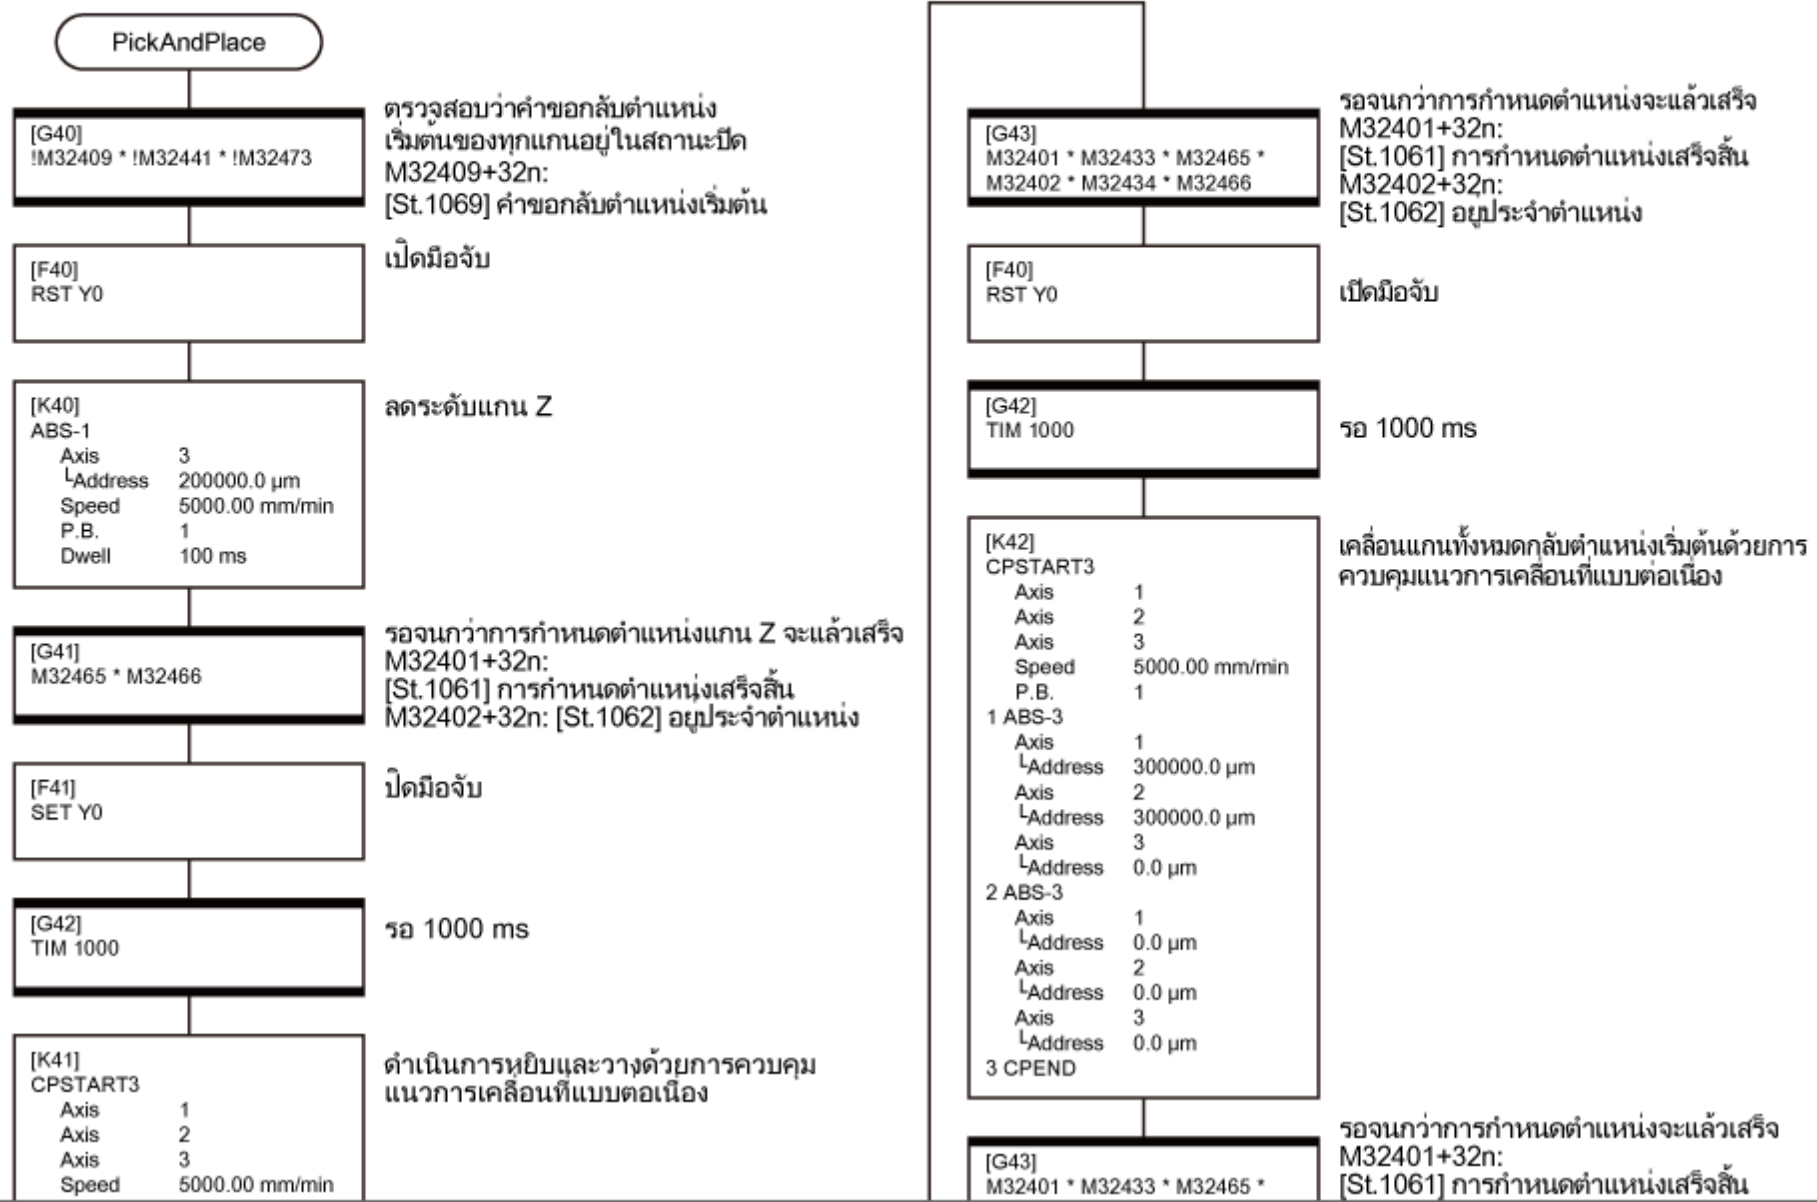 PickAndPlace
[G40]
!M32409 * !M32441 * !M32473
ตรวจสอบว่าคำขอกลับตำแหน่ง
เริ่มต้นของทุกแกนอยู่ในสถานะปิด
M32409+32n:
[St.1069] คำขอกลับตำแหน่งเริ่มต้น
[F40]
RST Y0
เปิดมือจับ
[K40]
ABS-1
Axis 3
└Address 200000.0 µm
Speed 5000.00 mm/min
P.B. 1
Dwell 100 ms
ลดระดับแกน Z
[G41]
M32465 * M32466
รอจนกว่าการกำหนดตำแหน่งแกน Z จะแล้วเสร็จ
M32401+32n:
[St.1061] การกำหนดตำแหน่งเสร็จสิ้น
M32402+32n: [St.1062] อยู่ประจำตำแหน่ง
[F41]
SET Y0
ปิดมือจับ
[G42]
TIM 1000
รอ 1000 ms
[K41]
CPSTART3
Axis 1
Axis 2
Axis 3
Speed 5000.00 mm/min
ดำเนินการหยิบและวางด้วยการควบคุม
แนวการเคลื่อนที่แบบต่อเนื่อง
[G43]
M32401 * M32433 * M32465 *
M32402 * M32434 * M32466
รอจนกว่าการกำหนดตำแหน่งจะแล้วเสร็จ
M32401+32n:
[St.1061] การกำหนดตำแหน่งเสร็จสิ้น
M32402+32n:
[St.1062] อยู่ประจำตำแหน่ง
[F40]
RST Y0
เปิดมือจับ
[G42]
TIM 1000
รอ 1000 ms
[K42]
CPSTART3
Axis 1
Axis 2
Axis 3
Speed 5000.00 mm/min
P.B. 1
1 ABS-3
Axis 1
└Address 300000.0 µm
Axis 2
└Address 300000.0 µm
Axis 3
└Address 0.0 µm
2 ABS-3
Axis 1
└Address 0.0 µm
Axis 2
└Address 0.0 µm
Axis 3
└Address 0.0 µm
3 CPEND
เคลื่อนแกนทั้งหมดกลับตำแหน่งเริ่มต้นด้วยการ
ควบคุมแนวการเคลื่อนที่แบบต่อเนื่อง
[G43]
M32401 * M32433 * M32465 *
รอจนกว่าการกำหนดตำแหน่งจะแล้วเสร็จ
M32401+32n:
[St.1061] การกำหนดตำแหน่งเสร็จสิ้น